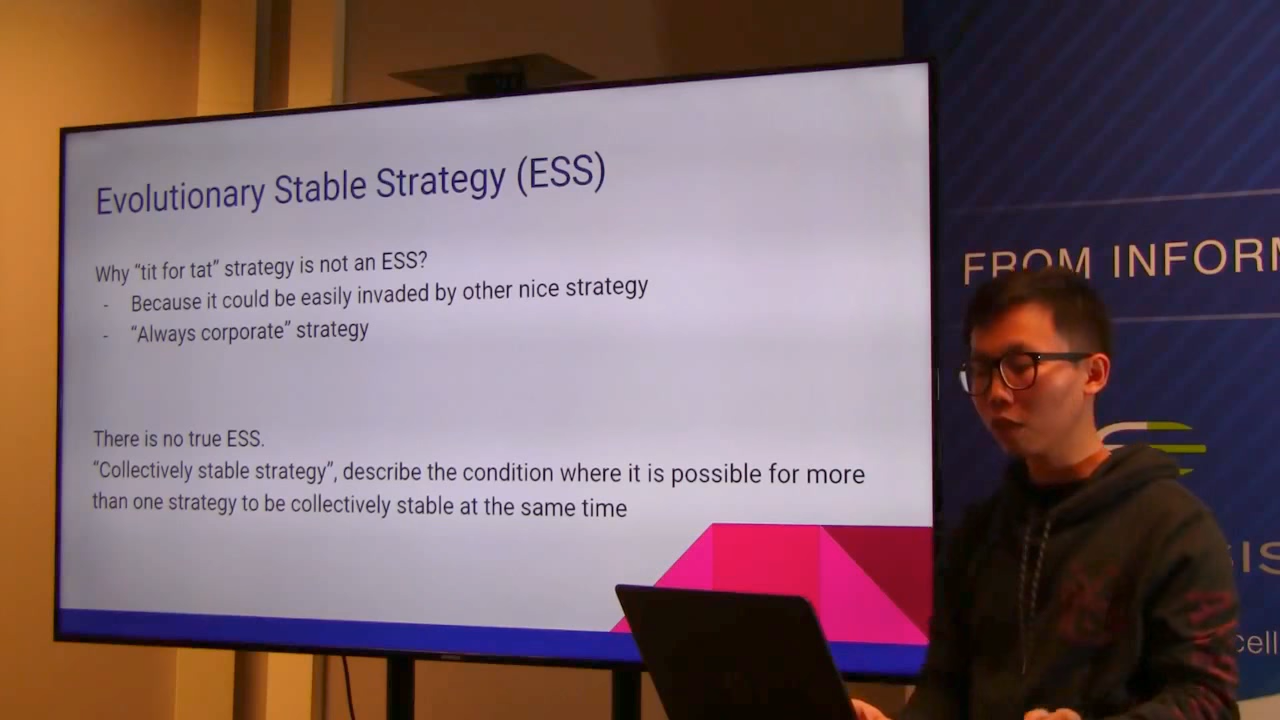 Evolutionary Stable Strategy (ESS)
Why “tit for tat” strategy is not an ESS?
- Because it could be easily invaded by other nice strategy
- “Always corporate” strategy
There is no true ESS.
“Collectively stable strategy”, describe the condition where it is possible for more
than one strategy to be collectively stable at the same time
FROM INFORM